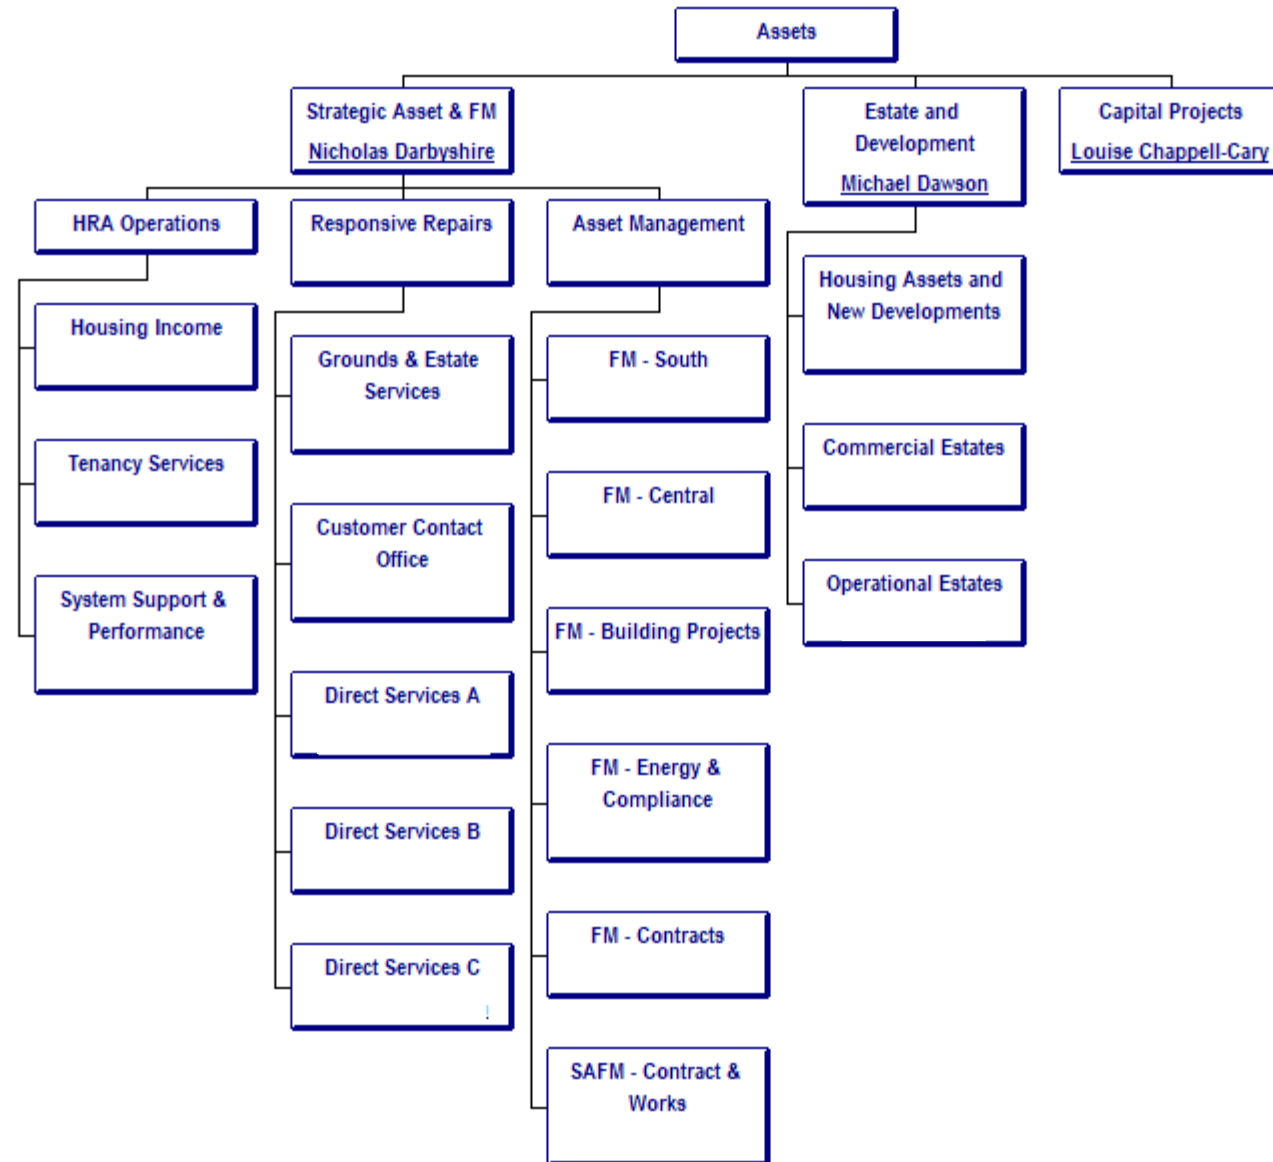 Assets
Strategic Asset & FM
Nicholas Darbyshire
Estate and
Development
Michael Dawson
Capital Projects
Louise Chappell-Cary
HRA Operations
Responsive Repairs
Asset Management
Housing Income
Tenancy Services
System Support &
Performance
Grounds & Estate
Services
Customer Contact
Office
Direct Services A
Direct Services B
Direct Services C
FM - South
FM - Central
FM - Building Projects
FM - Energy &
Compliance
FM - Contracts
SAFM - Contract &
Works
Housing Assets and
New Developments
Commercial Estates
Operational Estates